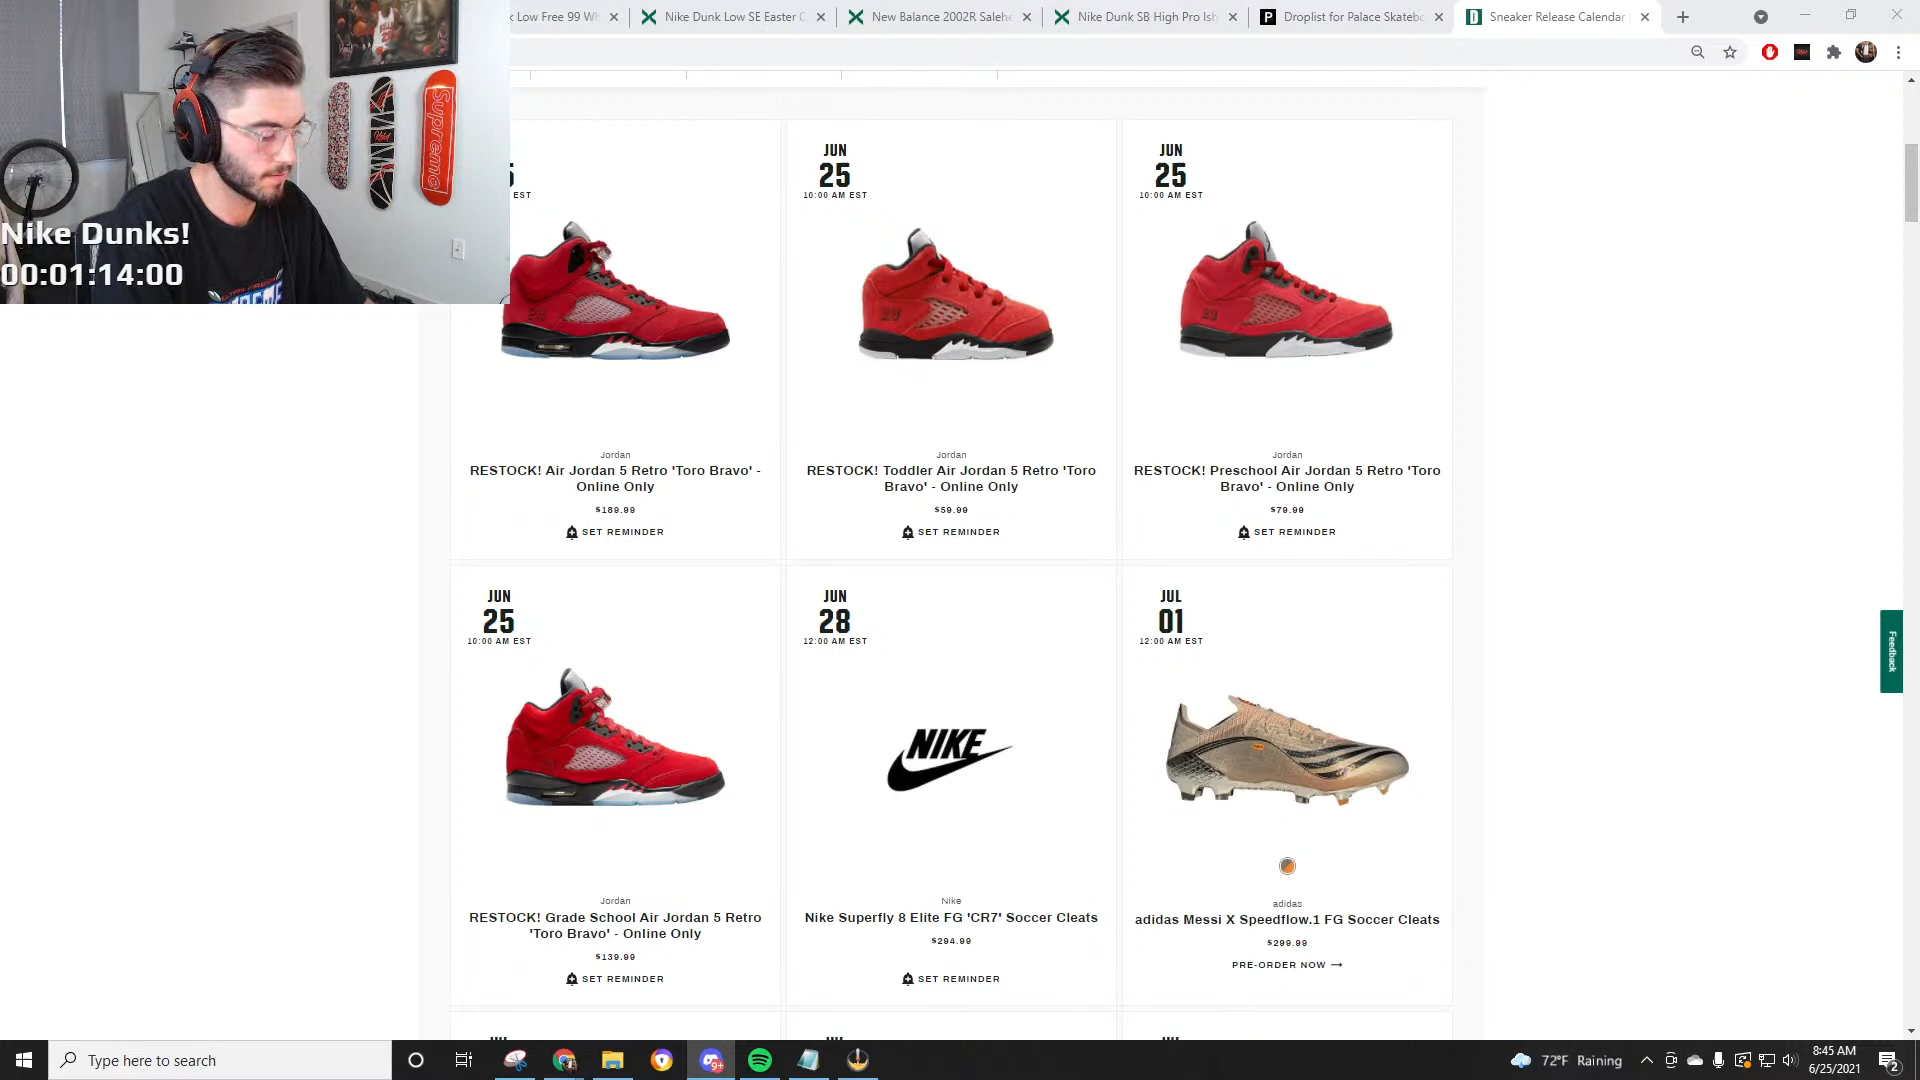 k Low Free 99 Wh
Nike Dunk Low SE Easter C
New Balance 2002R Salehe
Nike Dunk SB High Pro Ish
P
Droplist for Palace Skatebo
D
Sneaker Release Calendar
Supreme
Nike Dunks!
00:01:14:00
5
EST
JUN
25
10:00 AM EST
JUN
25
10:00 AM EST
Jordan
RESTOCK! Air Jordan 5 Retro 'Toro Bravo' -
Online Only
$189.99
SET REMINDER
Jordan
RESTOCK! Toddler Air Jordan 5 Retro 'Toro
Bravo' - Online Only
$59.99
SET REMINDER
Jordan
RESTOCK! Preschool Air Jordan 5 Retro 'Toro
Bravo' - Online Only
$79.99
SET REMINDER
JUN
25
10:00 AM EST
JUN
28
12:00 AM EST
JUL
01
12:00 AM EST
NIKE
Feedback
Jordan
RESTOCK! Grade School Air Jordan 5 Retro
'Toro Bravo' - Online Only
$139.99
SET REMINDER
Nike
Nike Superfly 8 Elite FG 'CR7' Soccer Cleats
$294.99
SET REMINDER
adidas
adidas Messi X Speedflow.1 FG Soccer Cleats
$299.99
PRE-ORDER NOW →
Type here to search
9+
72°F Raining
8:45 AM
6/25/2021
2